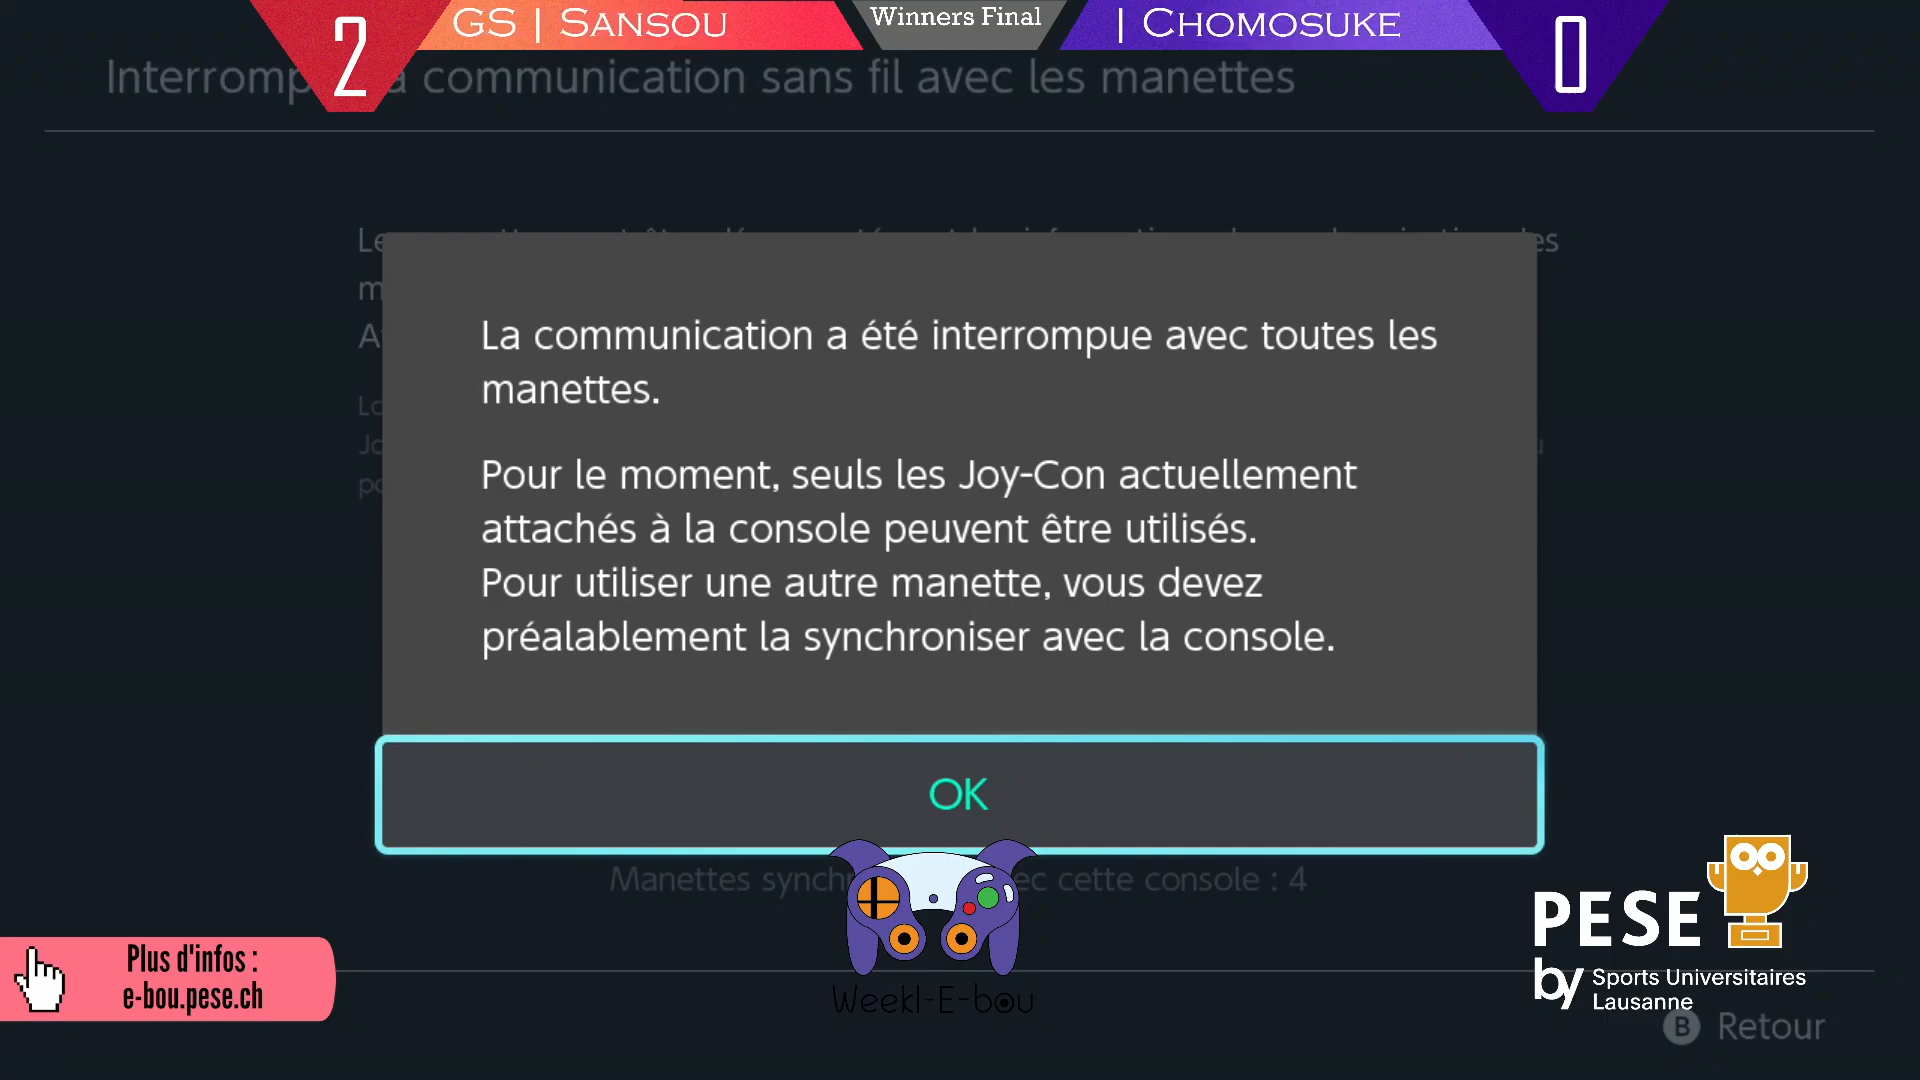 2
GS | Sansou
Winners Final
| Chomosuke
0
communication sans fil avec les manettes
La communication a été interrompue avec toutes les
manettes.
Pour le moment, seuls les Joy-Con actuellement
attachés à la console peuvent être utilisés.
Pour utiliser une autre manette, vous devez
préalablement la synchroniser avec la console.
OK
Manettes cette console : 4
Plus d'infos :
e-bou.pese.ch
Weekl-E-bou
PESE
by Sports Universitaires
Lausanne
B Retour